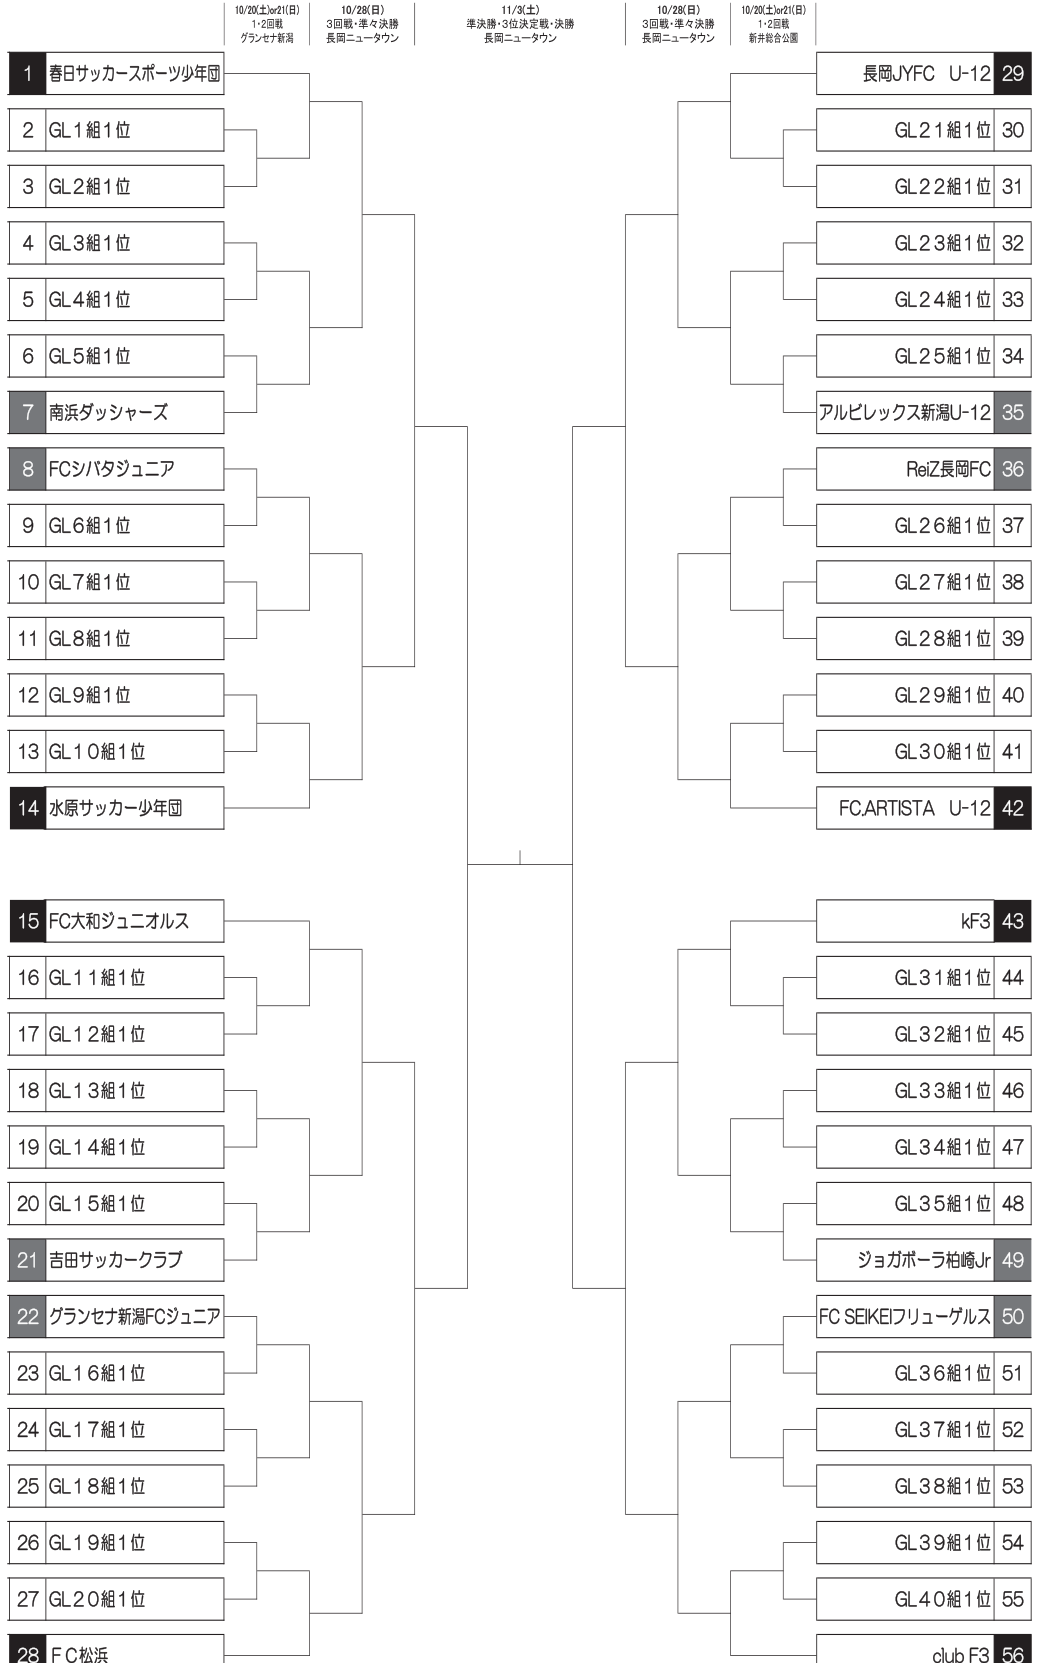 10/20(土)or21(日)
1・2回戦
グランセナ新潟
10/28(日)
3回戦・準々決勝
長岡ニュータウン
11/3(土)
準決勝・3位決定戦・決勝
長岡ニュータウン
10/28(日)
3回戦・準々決勝
長岡ニュータウン
10/20(土)or21(日)
1・2回戦
新井総合公園
1 春日サッカースポーツ少年団
2 GL1組1位
3 GL2組1位
4 GL3組1位
5 GL4組1位
6 GL5組1位
7 南浜ダッシャーズ
8 FCシバタジュニア
9 GL6組1位
10 GL7組1位
11 GL8組1位
12 GL9組1位
13 GL10組1位
14 水原サッカー少年団
15 FC大和ジュニオルス
16 GL11組1位
17 GL12組1位
18 GL13組1位
19 GL14組1位
20 GL15組1位
21 吉田サッカークラブ
22 グランセナ新潟FCジュニア
23 GL16組1位
24 GL17組1位
25 GL18組1位
26 GL19組1位
27 GL20組1位
28 FC松浜
長岡JYFC U-12 29
GL21組1位 30
GL22組1位 31
GL23組1位 32
GL24組1位 33
GL25組1位 34
アルビレックス新潟U-12 35
ReiZ長岡FC 36
GL26組1位 37
GL27組1位 38
GL28組1位 39
GL29組1位 40
GL30組1位 41
FC.ARTISTA U-12 42
kF3 43
GL31組1位 44
GL32組1位 45
GL33組1位 46
GL34組1位 47
GL35組1位 48
ジョガボーラ柏崎Jr 49
FC SEIKEIフリューゲルス 50
GL36組1位 51
GL37組1位 52
GL38組1位 53
GL39組1位 54
GL40組1位 55
club F3 56